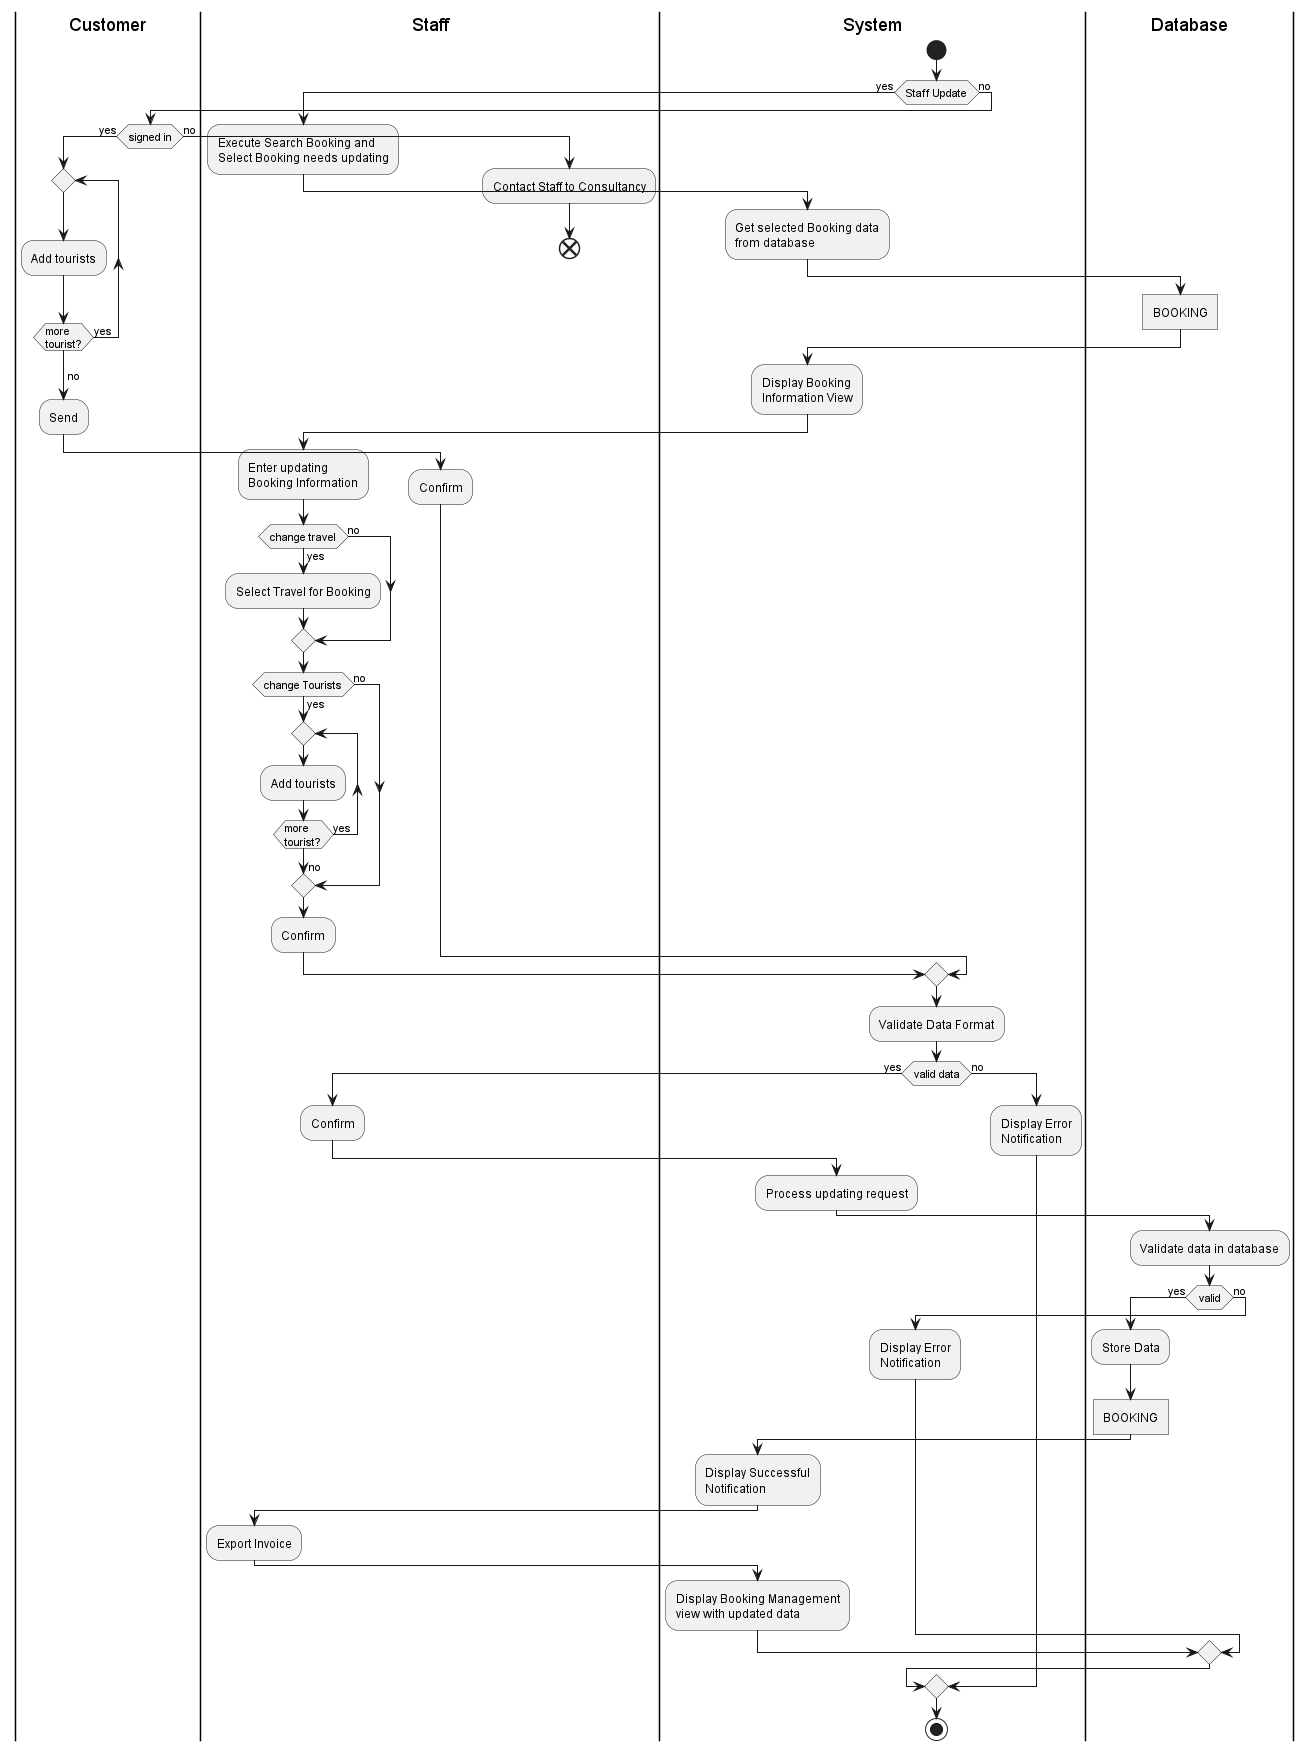 Customer
Staff
System
Database
yes
Staff Update
no
yes
signed in
no
Execute Search Booking and
Select Booking needs updating
Contact Staff to Consultancy
Get selected Booking data
from database
Add tourists
BOOKING
more
tourist?
yes
no
Display Booking
Information View
Send
Enter updating
Booking Information
Confirm
change travel
no
yes
Select Travel for Booking
change Tourists
no
yes
Add tourists
more
tourist?
yes
no
Confirm
Validate Data Format
yes
valid data
no
Confirm
Display Error
Notification
Process updating request
Validate data in database
yes
valid
no
Display Error
Notification
Store Data
BOOKING
Display Successful
Notification
Export Invoice
Display Booking Management
view with updated data